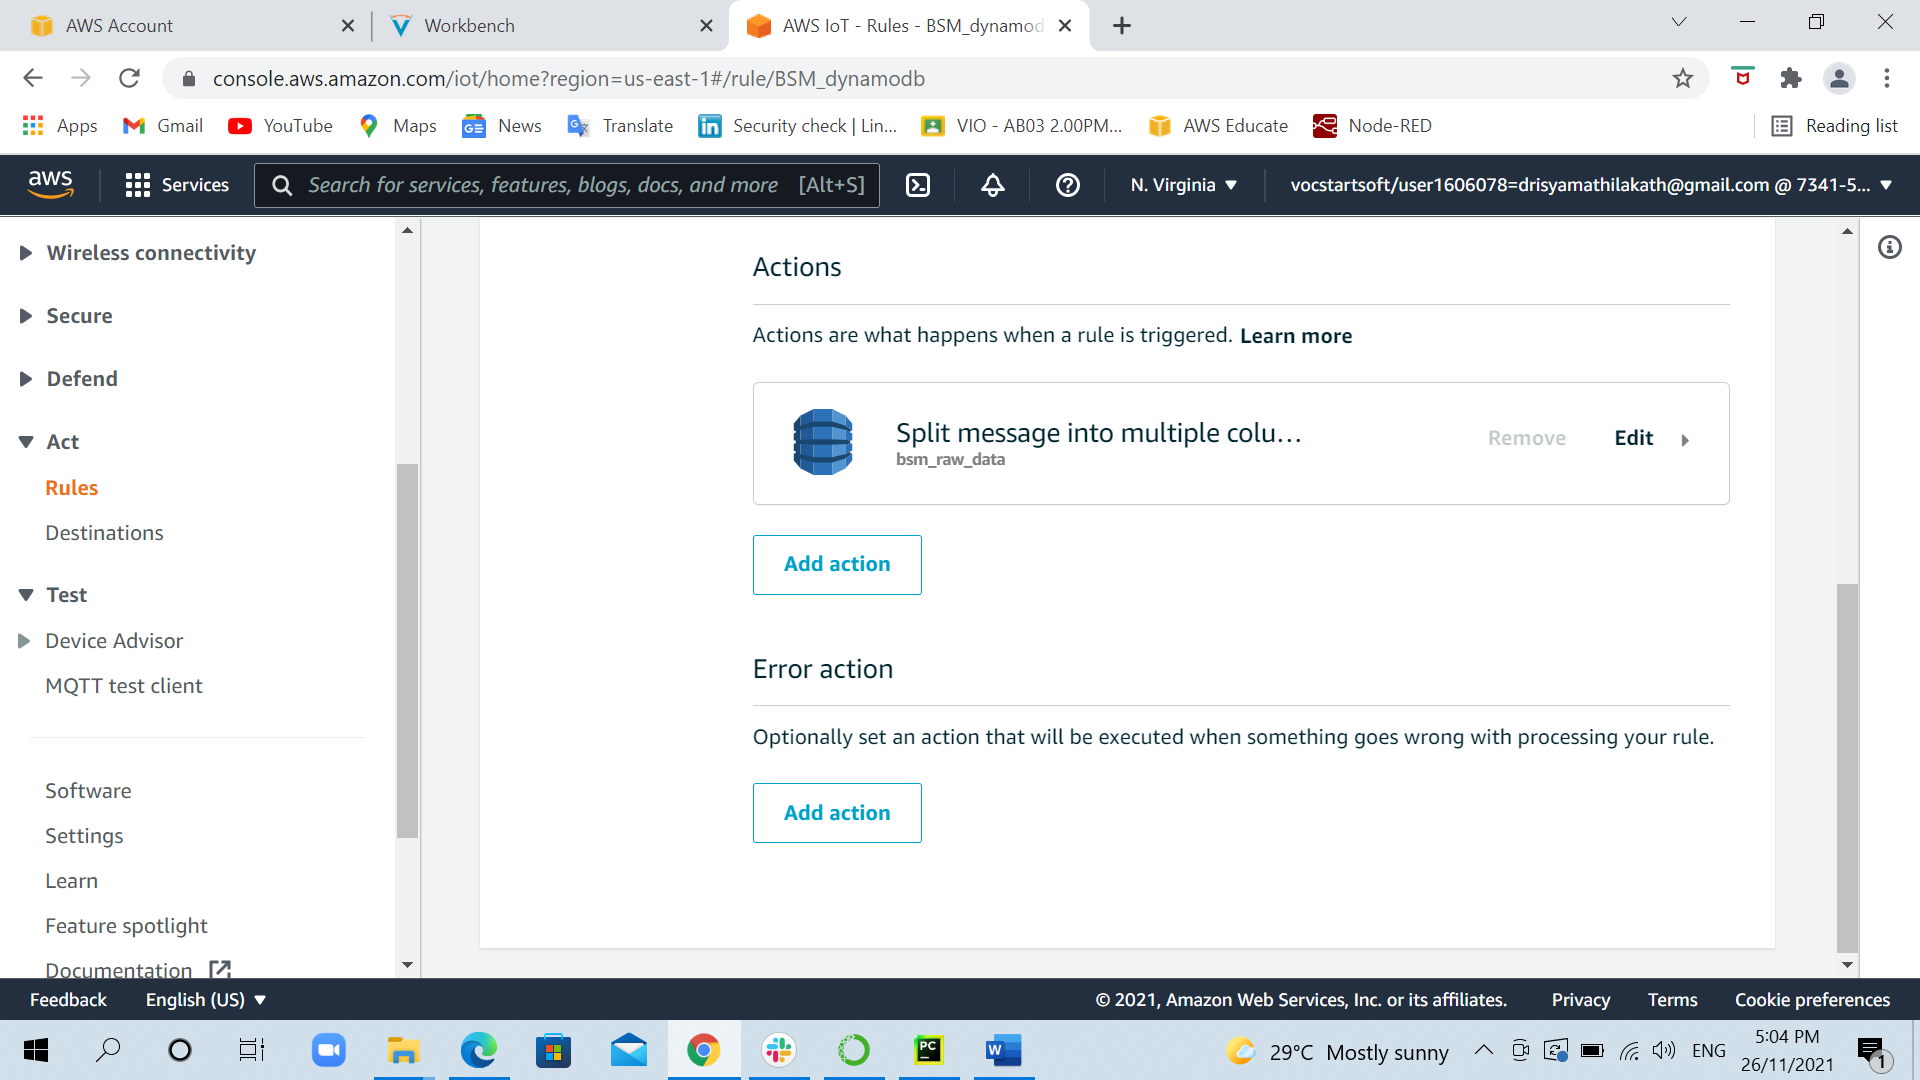 AWS Account
Workbench
AWS IoT - Rules - BSM_dynamod
console.aws.amazon.com/iot/home?region=us-east-1#/rule/BSM_dynamodb
Apps
Gmail
YouTube
Maps
News
Translate
Security check | Lin...
VIO - AB03 2.00PM...
AWS Educate
Node-RED
Reading list
aws
Services
Search for services, features, blogs, docs, and more [Alt+S]
N. Virginia
vocstartsoft/user1606078=drisyamathilakath@gmail.com @ 7341-5...
Wireless connectivity
Secure
Defend
Act
Rules
Destinations
Test
Device Advisor
MQTT test client
Software
Settings
Learn
Feature spotlight
Documentation
Actions
Actions are what happens when a rule is triggered. Learn more
Split message into multiple colu...
bsm_raw_data
Remove
Edit
Add action
Error action
Optionally set an action that will be executed when something goes wrong with processing your rule.
Add action
Feedback
English (US)
© 2021, Amazon Web Services, Inc. or its affiliates.
Privacy
Terms
Cookie preferences
29°C Mostly sunny
ENG
5:04 PM
26/11/2021
1